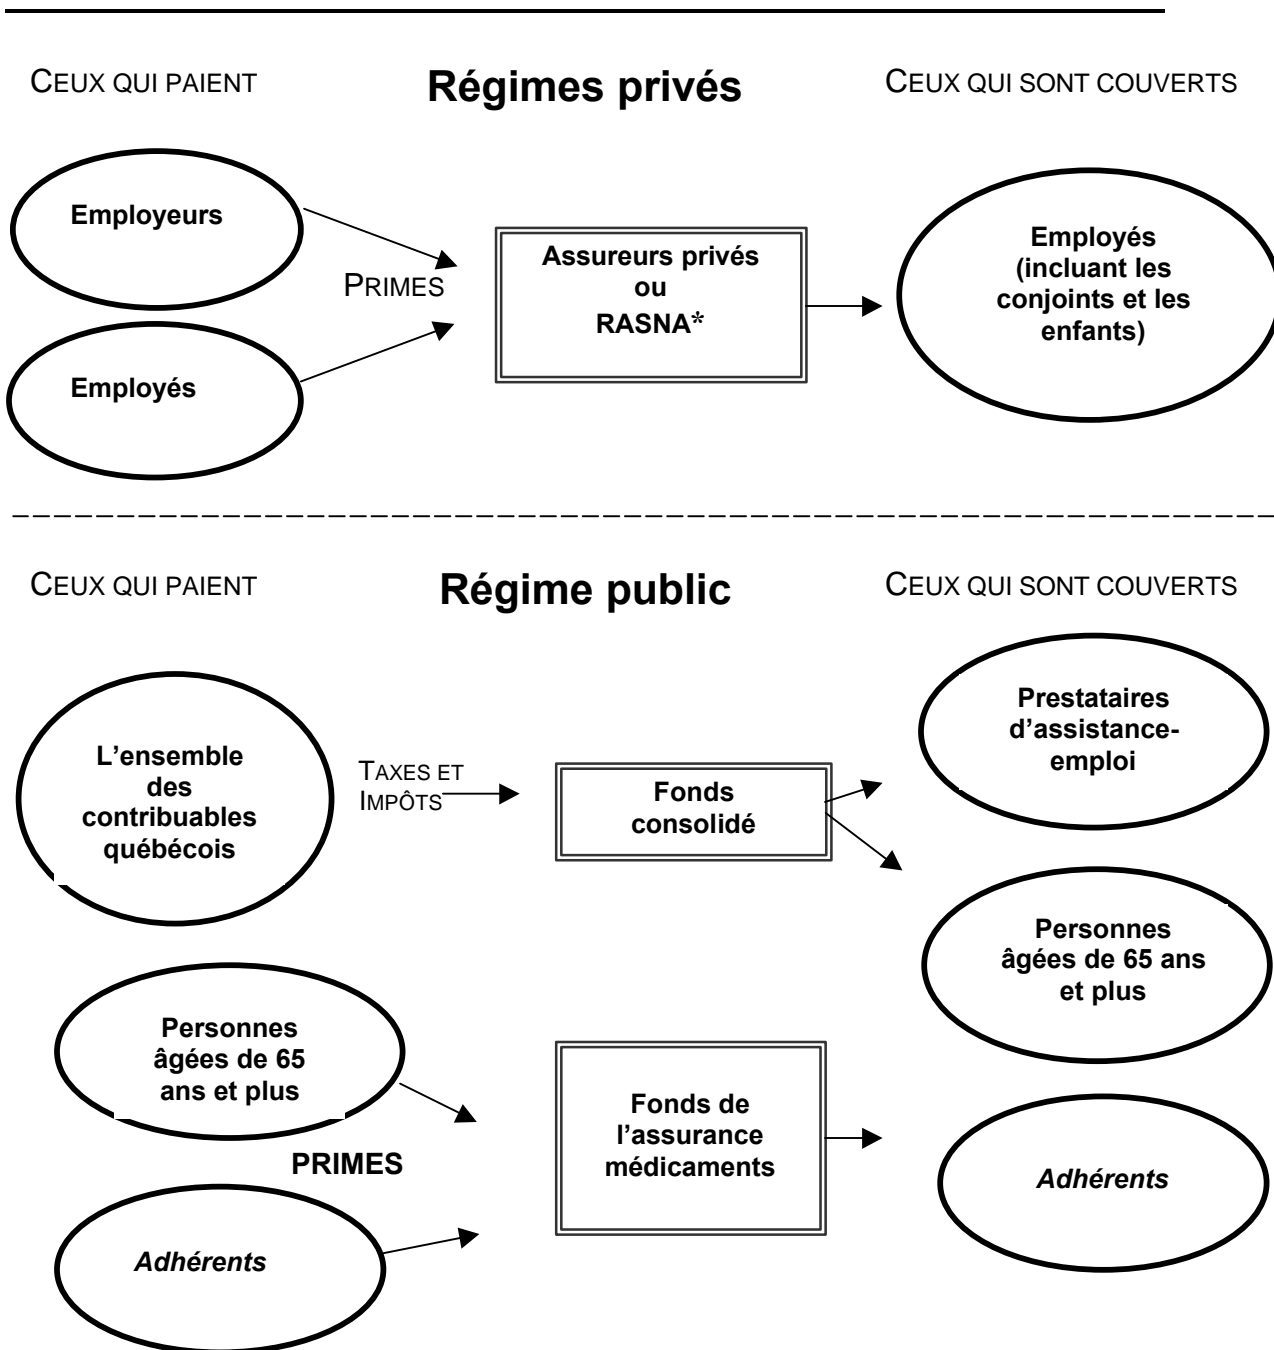 CEUX QUI PAIENT
Régimes privés
CEUX QUI SONT COUVERTS
Employeurs
Employés
PRIMES
Assureurs privés
ou
RASNA*
Employés
(incluant les
conjoints et les
enfants)
CEUX QUI PAIENT
Régime public
CEUX QUI SONT COUVERTS
L’ensemble
des
contribuables
québécois
TAXES ET
IMPÔTS
Fonds
consolidé
Prestataires
d’assistance-
emploi
Personnes
âgées de 65 ans
et plus
Personnes
âgées de 65
ans et plus
PRIMES
Adhérents
Fonds de
l’assurance
médicaments
Adhérents